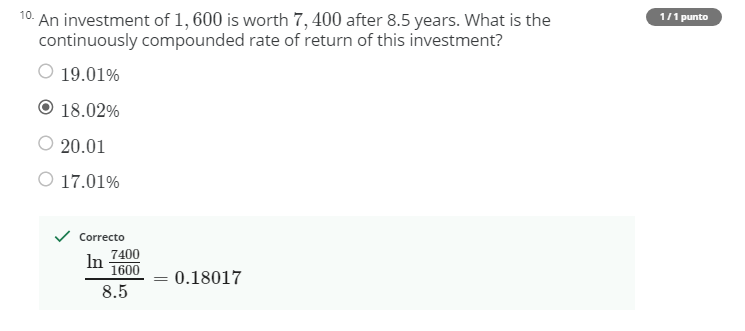 10. An investment of 1,600 is worth 7,400 after 8.5 years. What is the
1 / 1 punto
continuously compounded rate of return of this investment?
19.01%
18.02%
20.01
17.01%
Correcto
ln 7400/1600
/ 8.5 = 0.18017